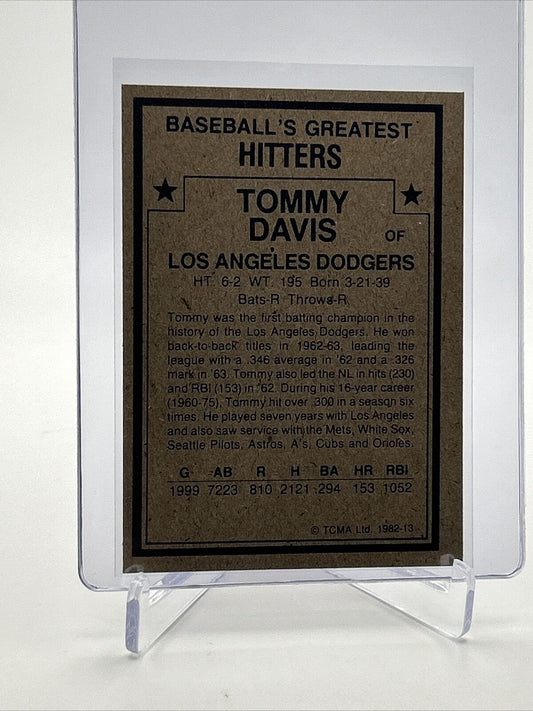 BASEBALL'S GREATEST
HITTERS
TOMMY
DAVIS OF
LOS ANGELES DODGERS
HT. 6-2 WT. 195 Born 3-21-39
Bats-R Throws-R
Tommy was the first batting champion in the
history of the Los Angeles Dodgers. He won
back-to-back titles in 1962-63, leading the
league with a .346 average in '62 and a .326
mark in '63. Tommy also led the NL in hits (230)
and RBI (153) in '62. During his 16-year career
(1960-75), Tommy hit over .300 in a season six
times. He played seven years with Los Angeles
and also saw service with the Mets, White Sox,
Seattle Pilots, Astros, A's, Cubs and Orioles.
G AB R H BA HR RBI
1999 7223 810 2121 .294 153 1052
© TCMA Ltd. 1982-13